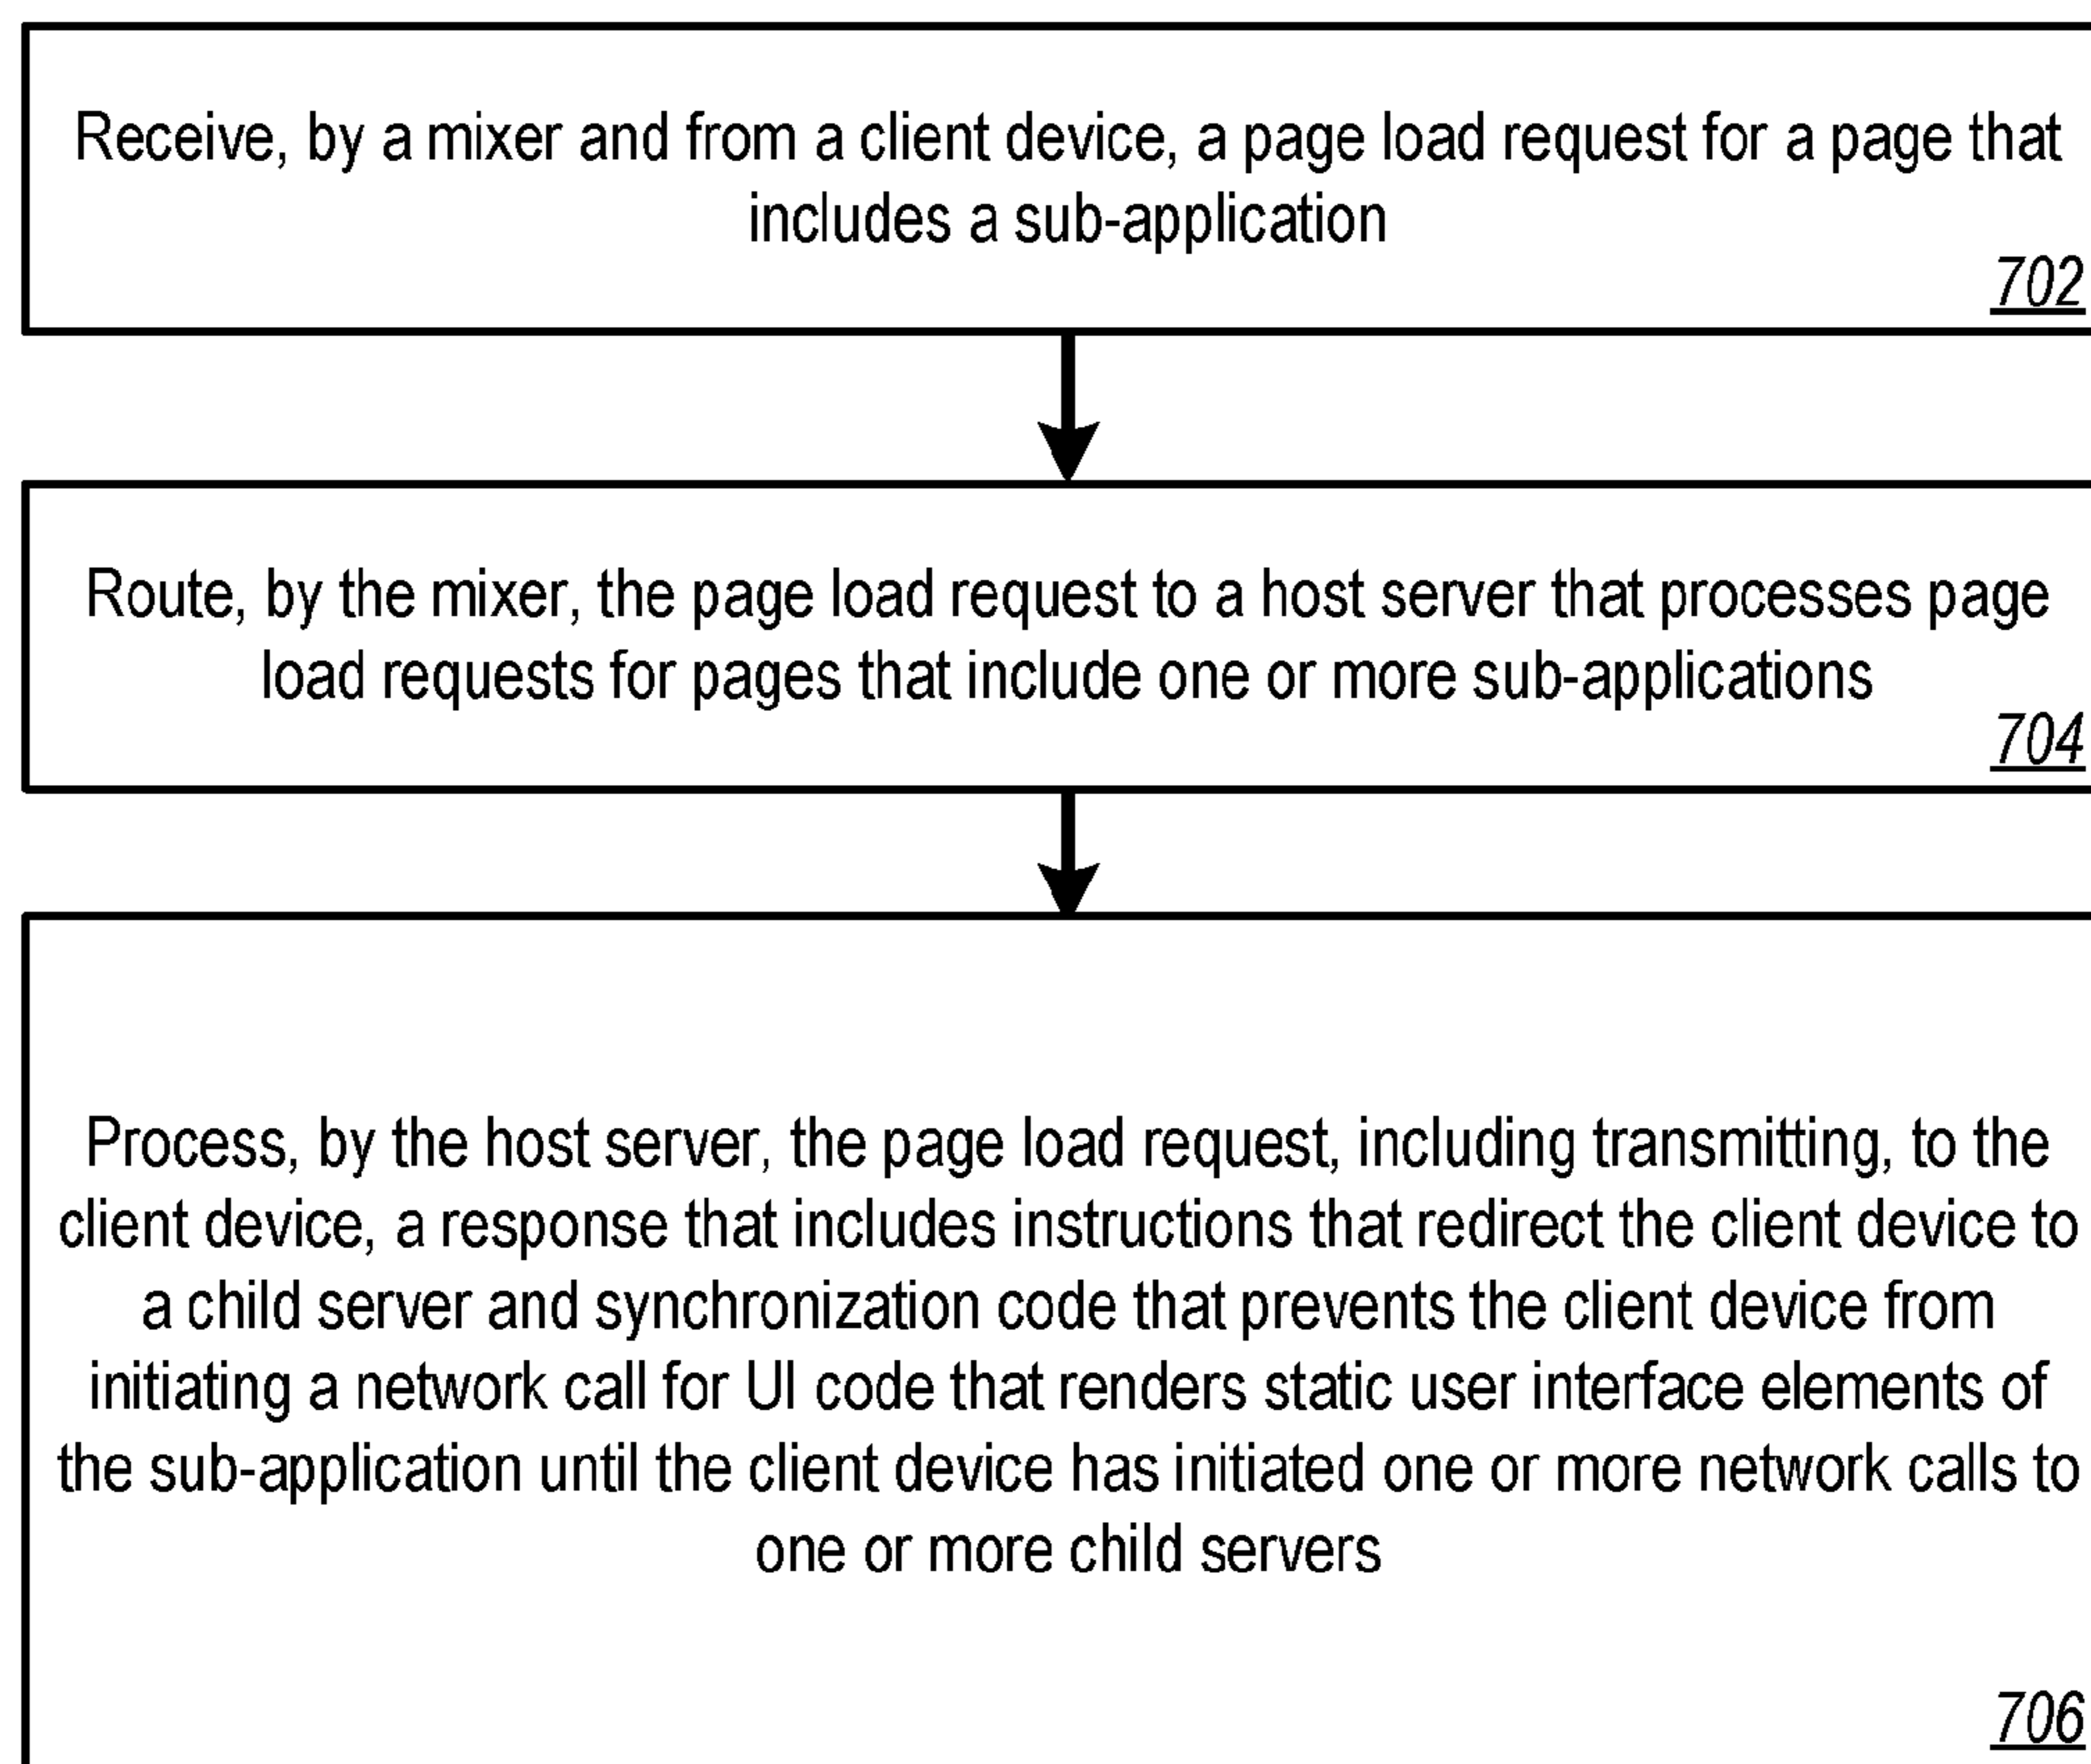 Receive, by a mixer and from a client device, a page load request for a page that
includes a sub-application
702
Route, by the mixer, the page load request to a host server that processes page
load requests for pages that include one or more sub-applications
704
Process, by the host server, the page load request, including transmitting, to the
client device, a response that includes instructions that redirect the client device to
a child server and synchronization code that prevents the client device from
initiating a network call for UI code that renders static user interface elements of
the sub-application until the client device has initiated one or more network calls to
one or more child servers
706